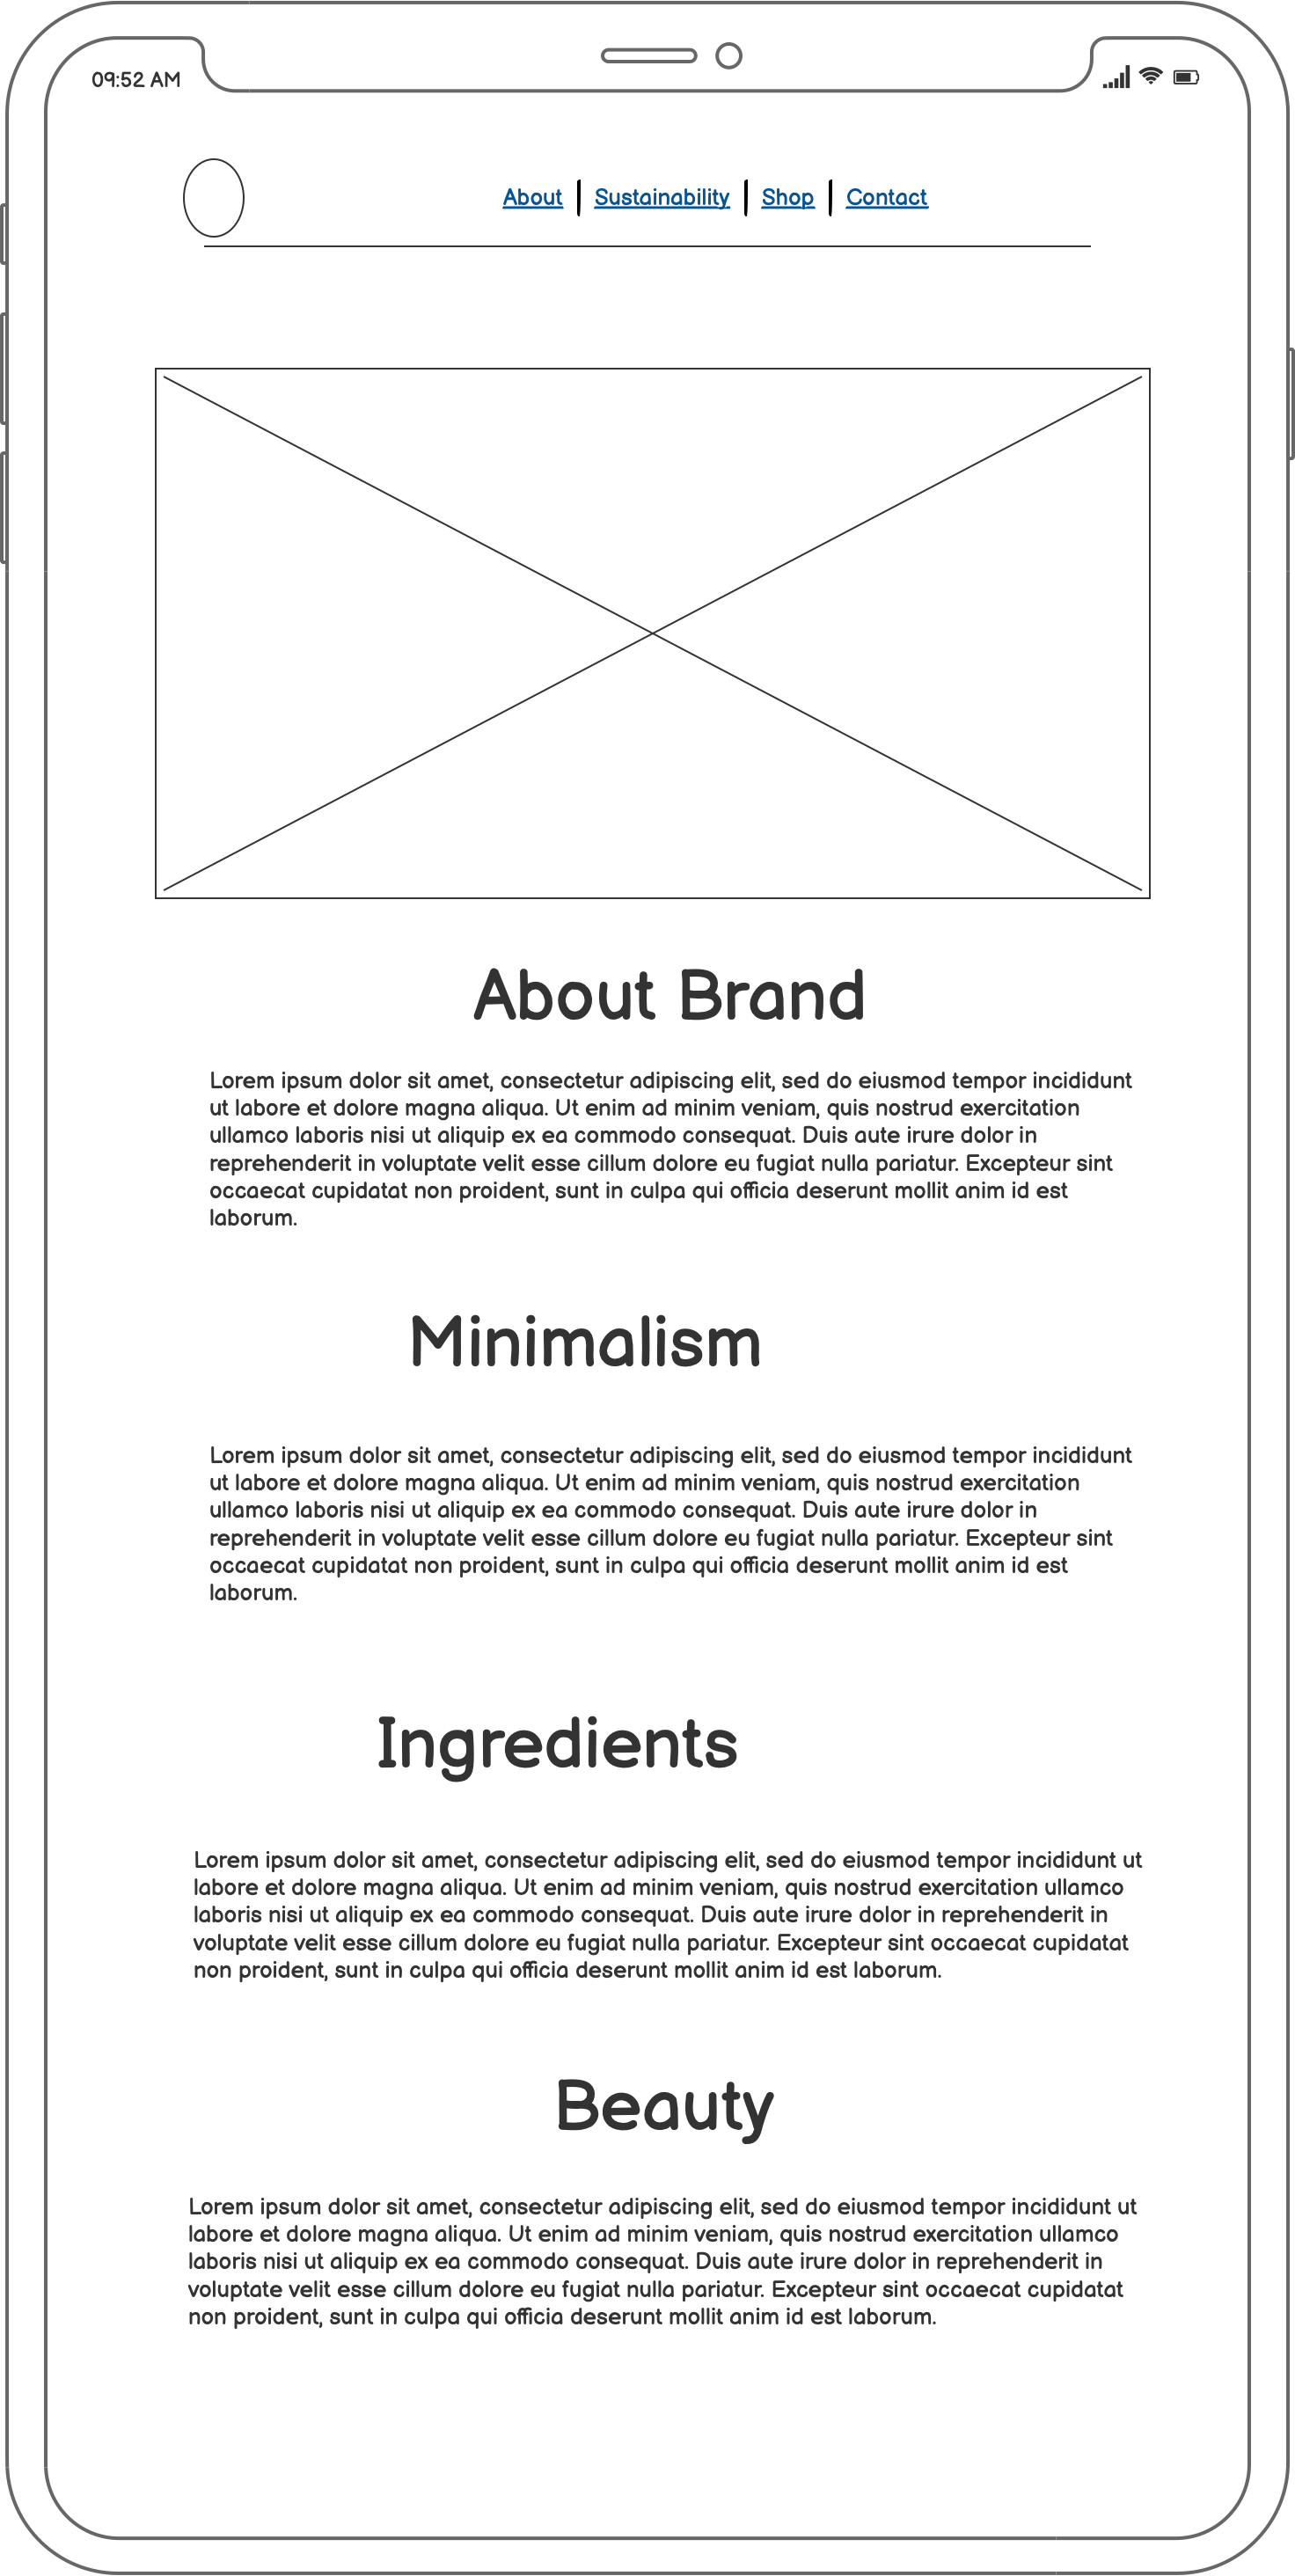 09:52 AM
About | Sustainability | Shop | Contact
About Brand
Lorem ipsum dolor sit amet, consectetur adipiscing elit, sed do eiusmod tempor incididunt
ut labore et dolore magna aliqua. Ut enim ad minim veniam, quis nostrud exercitation
ullamco laboris nisi ut aliquip ex ea commodo consequat. Duis aute irure dolor in
reprehenderit in voluptate velit esse cillum dolore eu fugiat nulla pariatur. Excepteur sint
occaecat cupidatat non proident, sunt in culpa qui officia deserunt mollit anim id est
laborum.
Minimalism
Lorem ipsum dolor sit amet, consectetur adipiscing elit, sed do eiusmod tempor incididunt
ut labore et dolore magna aliqua. Ut enim ad minim veniam, quis nostrud exercitation
ullamco laboris nisi ut aliquip ex ea commodo consequat. Duis aute irure dolor in
reprehenderit in voluptate velit esse cillum dolore eu fugiat nulla pariatur. Excepteur sint
occaecat cupidatat non proident, sunt in culpa qui officia deserunt mollit anim id est
laborum.
Ingredients
Lorem ipsum dolor sit amet, consectetur adipiscing elit, sed do eiusmod tempor incididunt ut
labore et dolore magna aliqua. Ut enim ad minim veniam, quis nostrud exercitation ullamco
laboris nisi ut aliquip ex ea commodo consequat. Duis aute irure dolor in reprehenderit in
voluptate velit esse cillum dolore eu fugiat nulla pariatur. Excepteur sint occaecat cupidatat
non proident, sunt in culpa qui officia deserunt mollit anim id est laborum.
Beauty
Lorem ipsum dolor sit amet, consectetur adipiscing elit, sed do eiusmod tempor incididunt ut
labore et dolore magna aliqua. Ut enim ad minim veniam, quis nostrud exercitation ullamco
laboris nisi ut aliquip ex ea commodo consequat. Duis aute irure dolor in reprehenderit in
voluptate velit esse cillum dolore eu fugiat nulla pariatur. Excepteur sint occaecat cupidatat
non proident, sunt in culpa qui officia deserunt mollit anim id est laborum.